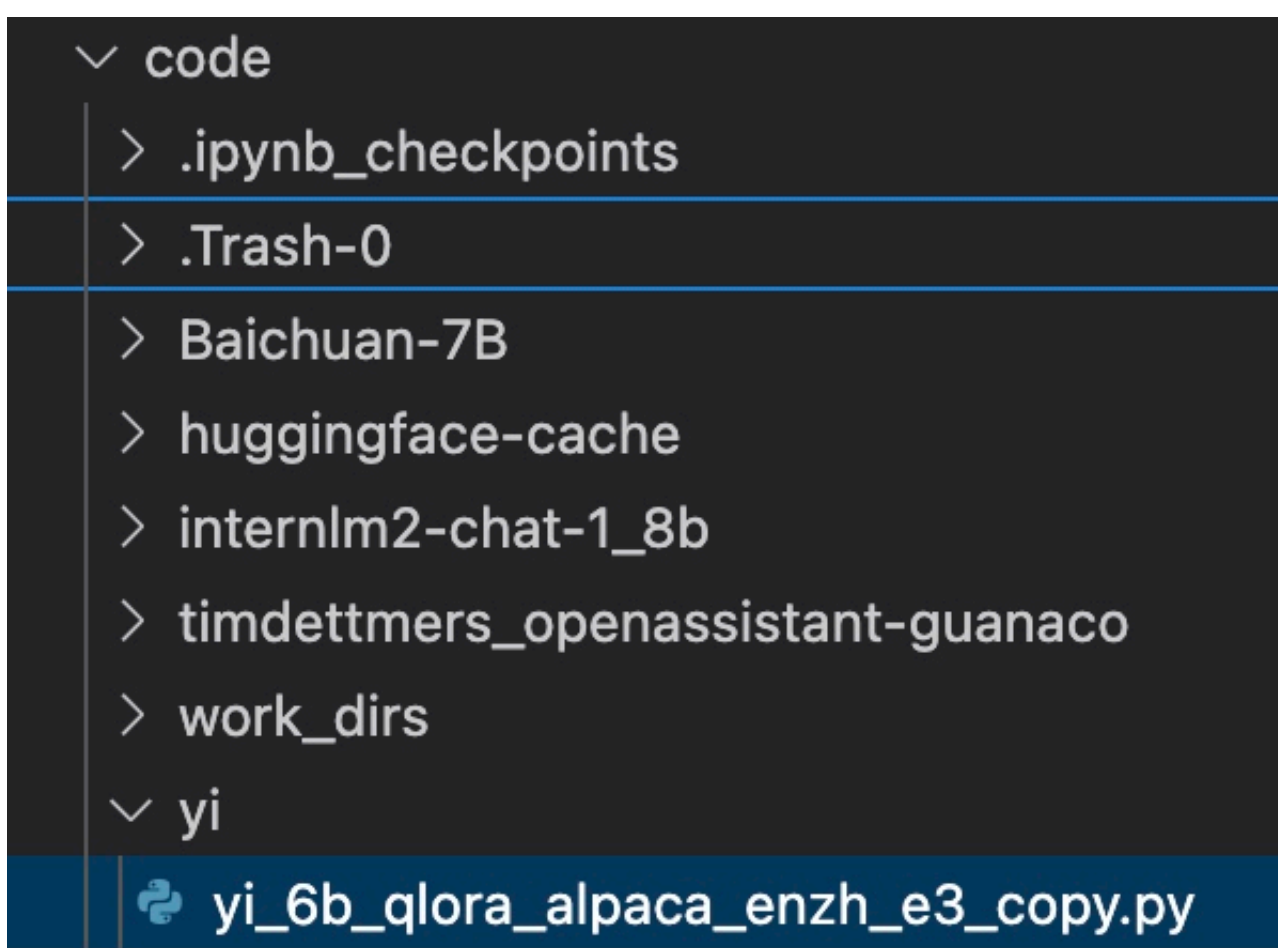 code
.ipynb_checkpoints
.Trash-0
Baichuan-7B
huggingface-cache
internlm2-chat-1_8b
timdettmers_openassistant-guanaco
work_dirs
yi
yi_6b_qlora_alpaca_enzh_e3_copy.py